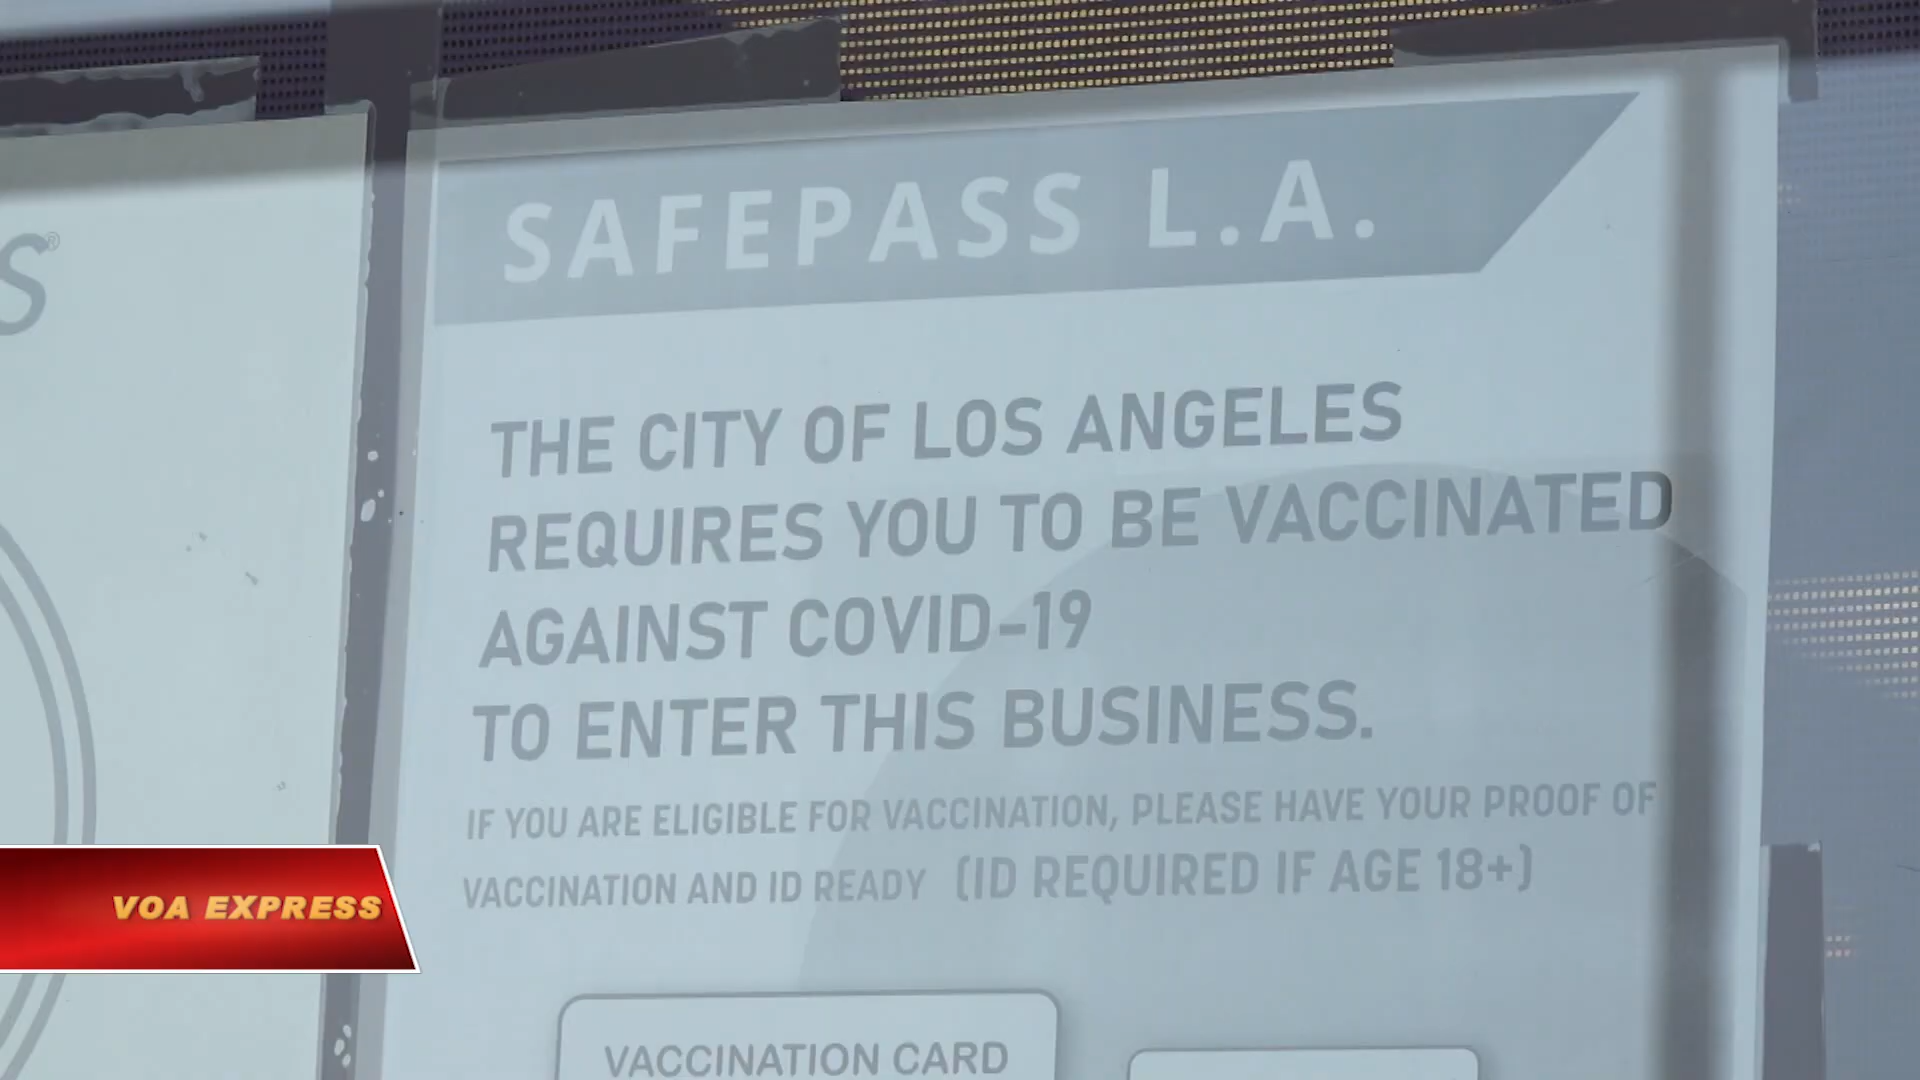 S®
SAFEPASS L.A.
THE CITY OF LOS ANGELES
REQUIRES YOU TO BE VACCINATED
AGAINST COVID-19
TO ENTER THIS BUSINESS.
IF YOU ARE ELIGIBLE FOR VACCINATION, PLEASE HAVE YOUR PROOF OF
VACCINATION AND ID READY (ID REQUIRED IF AGE 18+)
VACCINATION CARD
VOA EXPRESS